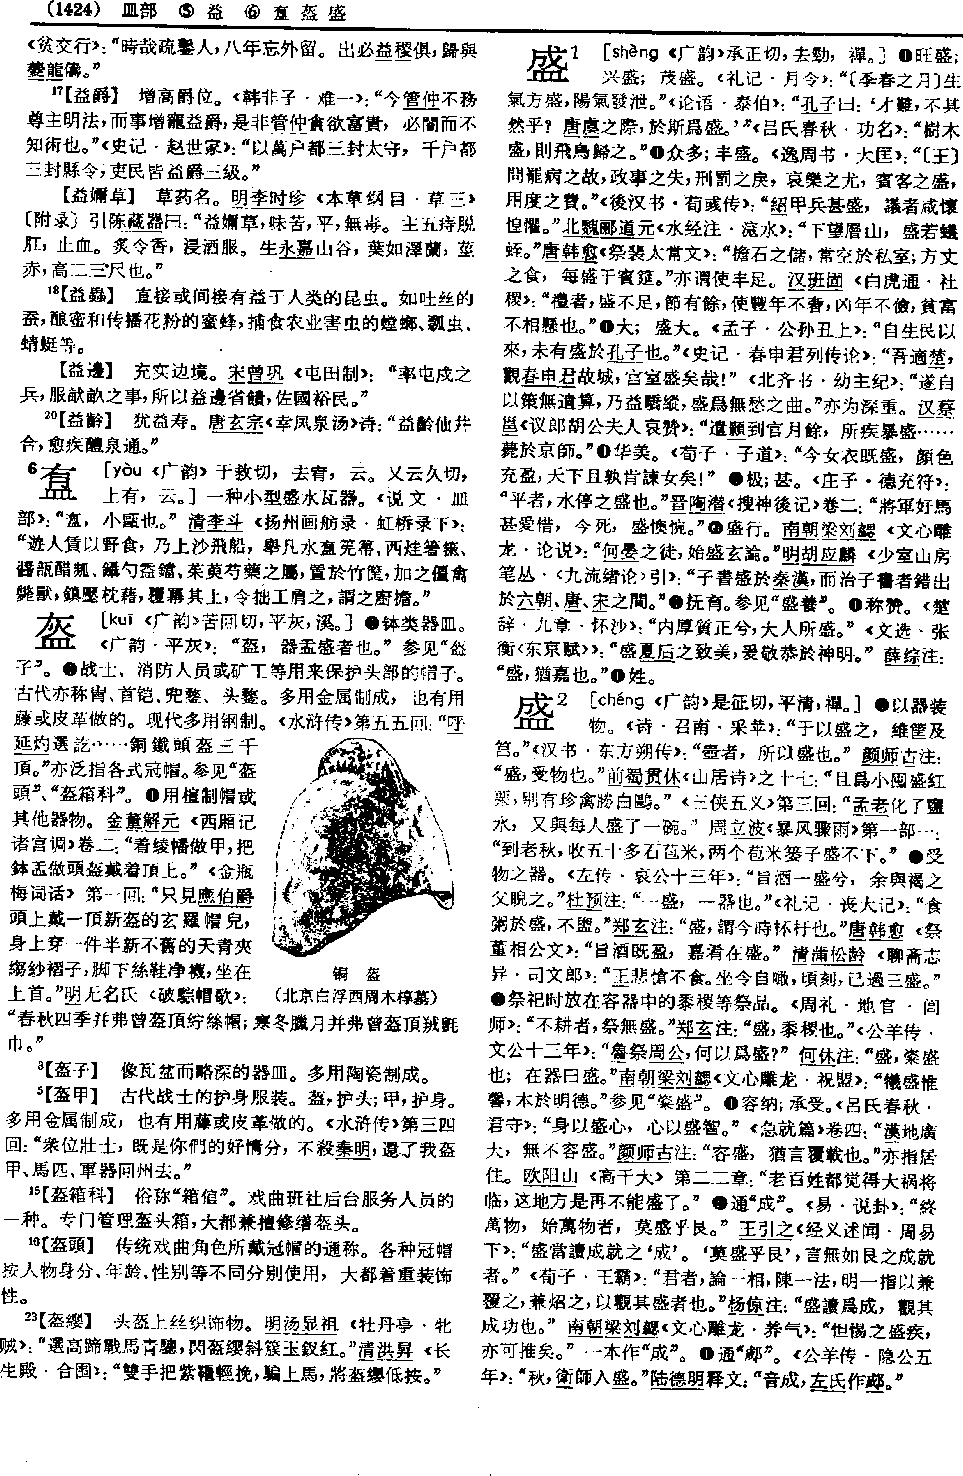 (1424) 皿部 ⑤ 益 ⑥ 盍 盔 盛
《贫交行》：“時哉疏鑿人，八年忘外留。出必益稷俱，歸與
夔龍儔。”
17【益爵】 增高爵位。《韩非子·难一》：“今管仲不務
尊主明法，而事增寵益爵，是非管仲貪欲富貴，必闇而不
知術也。”《史记·赵世家》：“以萬户都三封太守，千户都
三封縣令，吏民皆益爵三級。”
【益嬭草】 草药名。明李时珍《本草纲目·草三》
〔附录〕引陈藏器曰：“益嬭草，味苦，平，無毒。主五痔脱
肛，止血。炙令香，浸酒服。生永嘉山谷，葉如澤蘭，莖
赤，高二三尺也。”
18【益蟲】 直接或间接有益于人类的昆虫。如吐丝的
蚕，酿蜜和传播花粉的蜜蜂，捕食农业害虫的螳螂、瓢虫、
蜻蜓等。
【益邊】 充实边境。宋曾巩《屯田制》：“率屯戍之
兵，服献畝之事，所以益邊省餽，佐國裕民。”
20【益齡】 犹益寿。唐玄宗《幸凤泉汤》诗：“益齡仙井
合，愈疾醴泉通。”
6 [yòu《广韵》于救切，去宥，云。又云久切，
上有，云。]一种小型盛水瓦器。《说文·皿
部》：“，小甌也。”清李斗《扬州画舫录·虹桥录下》：
“遊人賃以野食，乃上沙飛船，舉凡水筅帚、西烓箸䉛、
醬瓿醋、鑷勺盉鐺、茱萸芍藥之屬，置於竹筐，加之僵禽
斃獸，鎮壓枕藉，覆幂其上，令拙工肩之，謂之廚擔。”
盔 [kuī《广韵》苦回切，平灰，溪。]❶钵类器皿。
《广韵·平灰》：“盔，器盂盛者也。”参见“盔
子”。❷战士、消防人员或矿工等用来保护头部的帽子。
古代亦称冑、首铠、兜鍪、头鍪。多用金属制成，也有用
藤或皮革做的。现代多用钢制。《水浒传》第五五回：“呼
延灼選訖……銅鐵頭盔三千
頂。”亦泛指各式冠帽。参见“盔
頭”、“盔箱科”。❸用楦制帽或
其他器物。金董解元《西厢记
诸宫调》卷二：“着绫幡做甲，把
鉢盂做頭盔戴着頂上。”《金瓶
梅词话》第一回：“只見應伯爵
頭上戴一頂新盔的玄羅帽兒，
身上穿一件半新不舊的天青夾
縐紗褶子，脚下絲鞋净襪，坐在
上首。”明无名氏《破驄帽歌》：
“春秋四季并弗曾盔頂紵絲帽；寒冬臘月并弗曾盔頂羢氈
巾。”
铜 盔
（北京白浮西周木椁墓）
3【盔子】 像瓦盆而略深的器皿。多用陶瓷制成。
5【盔甲】 古代战士的护身服装。盔，护头；甲，护身。
多用金属制成，也有用藤或皮革做的。《水浒传》第三四
回：“衆位壯士，既是你們的好情分，不殺秦明，還了我盔
甲、馬匹、軍器回州去。”
15【盔箱科】 俗称“箱倌”。戏曲班社后台服务人员的
一种。专门管理盔头箱，大都兼擅修缮盔头。
16【盔頭】 传统戏曲角色所戴冠帽的通称。各种冠帽
按人物身分、年龄、性别等不同分别使用，大都着重装饰
性。
23【盔缨】 头盔上丝织饰物。明汤显祖《牡丹亭·牝
贼》：“選高蹄戰馬青驄，閃盔缨斜簇玉釵紅。”清洪昇《长
生殿·合围》：“雙手把紫韁輕挽，騙上馬，將盔缨低按。”
盛1 [shèng《广韵》承正切，去勁，禪。]❶旺盛；
兴盛；茂盛。《礼记·月令》：“〔季春之月〕生
氣方盛，陽氣發泄。”《论语·泰伯》：“孔子曰：‘才難，不其
然乎？唐虞之際，於斯爲盛。’”《吕氏春秋·功名》：“樹木
盛，則飛鳥歸之。”❷众多；丰盛。《逸周书·大匡》：“〔王〕
問罷病之故，政事之失，刑罰之戾，哀樂之尤，賓客之盛，
用度之費。”《後汉书·荀彧传》：“紹甲兵甚盛，議者咸懷
惶懼。”北魏郦道元《水经注·漾水》：“下望層山，盛若蟻
蛭。”唐韩愈《祭裴太常文》：“檐石之儲，常空於私室；方丈
之食，每盛于賓筵。”亦谓使丰足。汉班固《白虎通·社
稷》：“禮者，盛不足，節有餘，使豐年不奢，凶年不儉，貧富
不相懸也。”❸大；盛大。《孟子·公孙丑上》：“自生民以
來，未有盛於孔子也。”《史记·春申君列传论》：“吾適楚，
觀春申君故城，宫室盛矣哉！”《北齐书·幼主纪》：“遂自
以策無遺算，乃益驕縱，盛爲無愁之曲。”亦为深重。汉蔡
邕《议郎胡公夫人哀赞》：“遭顥到官月餘，所疾暴盛……
薨於京師。”❹华美。《荀子·子道》：“今女衣既盛，顏色
充盈，天下且孰肯諫女矣！”❺极；甚。《庄子·德充符》：
“平者，水停之盛也。”晋陶潜《搜神後记》卷二：“將軍好馬
甚愛惜，今死，盛懊惋。”❻盛行。南朝梁刘勰《文心雕
龙·论说》：“何晏之徒，始盛玄論。”明胡应麟《少室山房
笔丛·〈九流绪论〉引》：“子書盛於秦漢，而治子書者錯出
於六朝、唐、宋之間。”❼抚育。参见“盛養”。❽称赞。《楚
辞·九章·怀沙》：“内厚質正兮，大人所盛。”《文选·张
衡〈东京赋〉》：“盛夏后之致美，爰敬恭於神明。”薛综注：
“盛，猶嘉也。”❾姓。
盛2 [chéng《广韵》是征切，平清，禪。]❶以器装
物。《诗·召南·采苹》：“于以盛之，維筐及
筥。”《汉书·东方朔传》：“壺者，所以盛也。”颜师古注：
“盛，受物也。”前蜀贯休《山居诗》之十七：“且爲小囤盛红
粟，别有珍禽勝白鷗。”《三侠五义》第三回：“孟老化了鹽
水，又與每人盛了一碗。”周立波《暴风骤雨》第一部一：
“到老秋，收五十多石苞米，两个苞米篓子盛不下。”❷受
物之器。《左传·哀公十三年》：“旨酒一盛兮，余與褐之
父睨之。”杜预注：“一盛，一器也。”《礼记·丧大记》：“食
粥於盛，不盥。”郑玄注：“盛，謂今時杯杅也。”唐韩愈《祭
董相公文》：“旨酒既盈，嘉肴在盛。”清蒲松龄《聊斋志
异·司文郎》：“王悲愴不食。坐令自噉，頃刻，已過三盛。”
❸祭祀时放在容器中的黍稷等祭品。《周礼·地官·闾
师》：“不耕者，祭無盛。”郑玄注：“盛，黍稷也。”《公羊传·
文公十三年》：“魯祭周公，何以爲盛？”何休注：“盛，粢盛
也；在器曰盛。”南朝梁刘勰《文心雕龙·祝盟》：“犧盛惟
馨，本於明德。”参见“粢盛”。❹容纳；承受。《吕氏春秋·
君守》：“身以盛心，心以盛智。”《急就篇》卷四：“漢地廣
大，無不容盛。”颜师古注：“容盛，猶言覆載也。”亦指居
住。欧阳山《高干大》第二二章：“老百姓都觉得大祸将
临，这地方是再不能盛了。”❺通“成”。《易·说卦》：“終
萬物，始萬物者，莫盛乎艮。”王引之《经义述闻·周易
下》：“盛當讀成就之‘成’。‘莫盛乎艮’，言無如艮之成就
者。”《荀子·王霸》：“君者，論一相，陳一法，明一指以兼
覆之，兼炤之，以觀其盛者也。”杨倞注：“盛讀爲成，觀其
成功也。”南朝梁刘勰《文心雕龙·养气》：“怛惕之盛疾，
亦可推矣。”一本作“成”。❻通“郕”。《公羊传·隐公五
年》：“秋，衛師入盛。”陆德明释文：“音成，左氏作郕。”